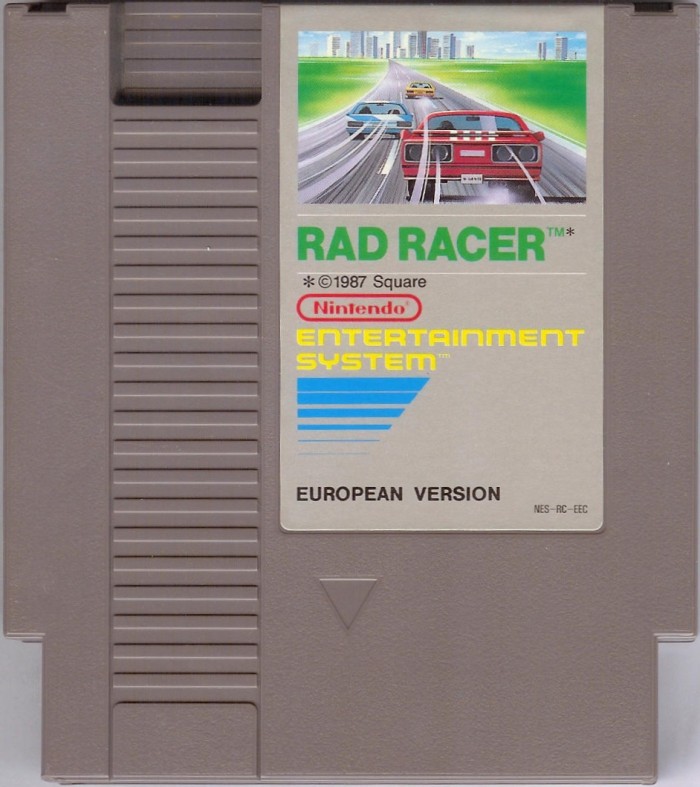 RAD RACER™*
*©1987 Square
Nintendo®
ENTERTAINMENT
SYSTEM™
EUROPEAN VERSION
NES-RC-EEC